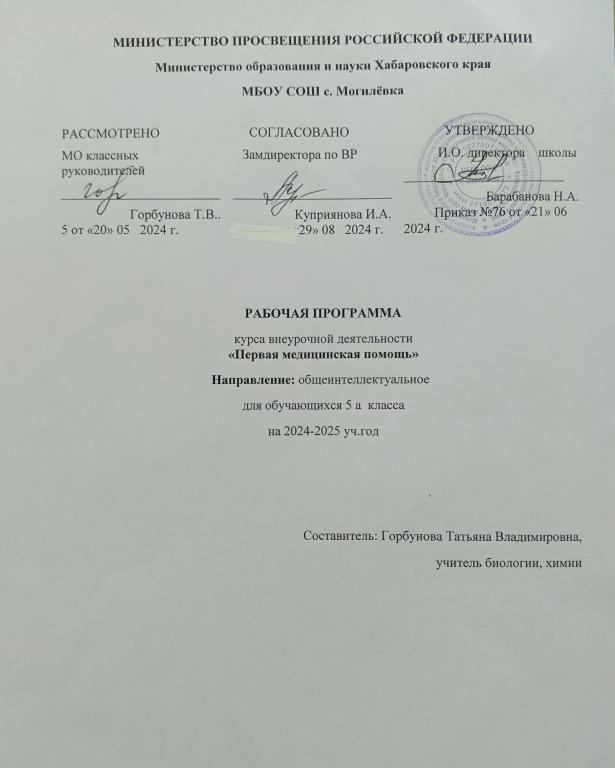 МИНИСТЕРСТВО ПРОСВЕЩЕНИЯ РОССИЙСКОЙ ФЕДЕРАЦИИ
Министерство образования и науки Хабаровского края
МБОУ СОШ с. Могилёвка
РАССМОТРЕНО
МО классных
руководителей
Горбунова Т.В..
5 от «20» 05 2024 г.
СОГЛАСОВАНО
Замдиректора по ВР
Куприянова И.А.
"29» 08 2024 г.
УТВЕРЖДЕНО
И.О. директора школы
Барабанова Н.А.
Приказ №76 от «21» 06
2024 г.
РАБОЧАЯ ПРОГРАММА
курса внеурочной деятельности
«Первая медицинская помощь»
Направление: общеинтеллектуальное
для обучающихся 5 а класса
на 2024-2025 уч.год
Составитель: Горбунова Татьяна Владимировна,
учитель биологии, химии